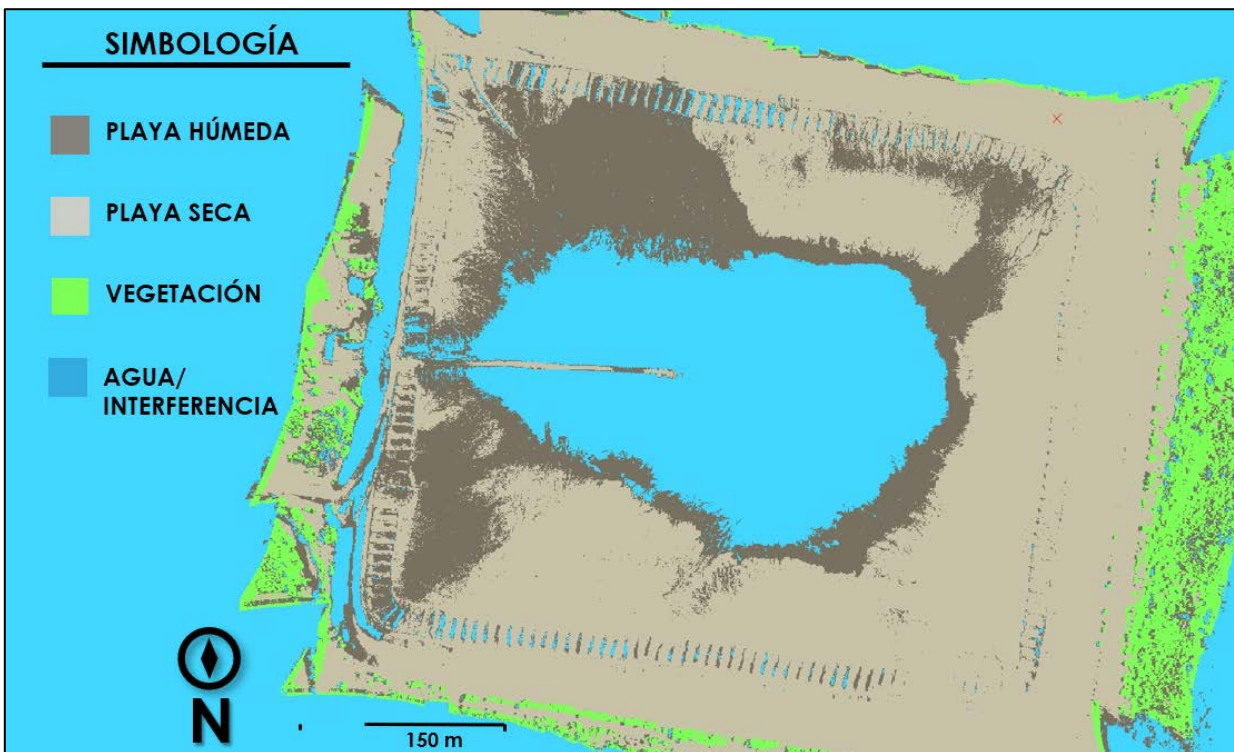 SIMBOLOGÍA
PLAYA HÚMEDA
PLAYA SECA
VEGETACIÓN
AGUA/
INTERFERENCIA
N
150 m